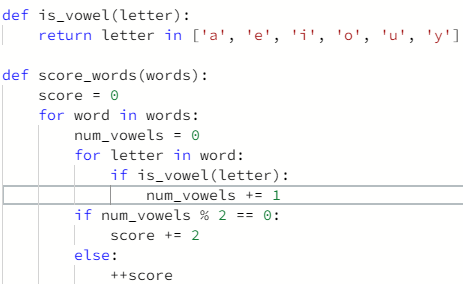 def is_vowel(letter):
    return letter in ['a', 'e', 'i', 'o', 'u', 'y']

def score_words(words):
    score = 0
    for word in words:
        num_vowels = 0
        for letter in word:
            if is_vowel(letter):
                num_vowels += 1
        if num_vowels % 2 == 0:
            score += 2
        else:
            ++score